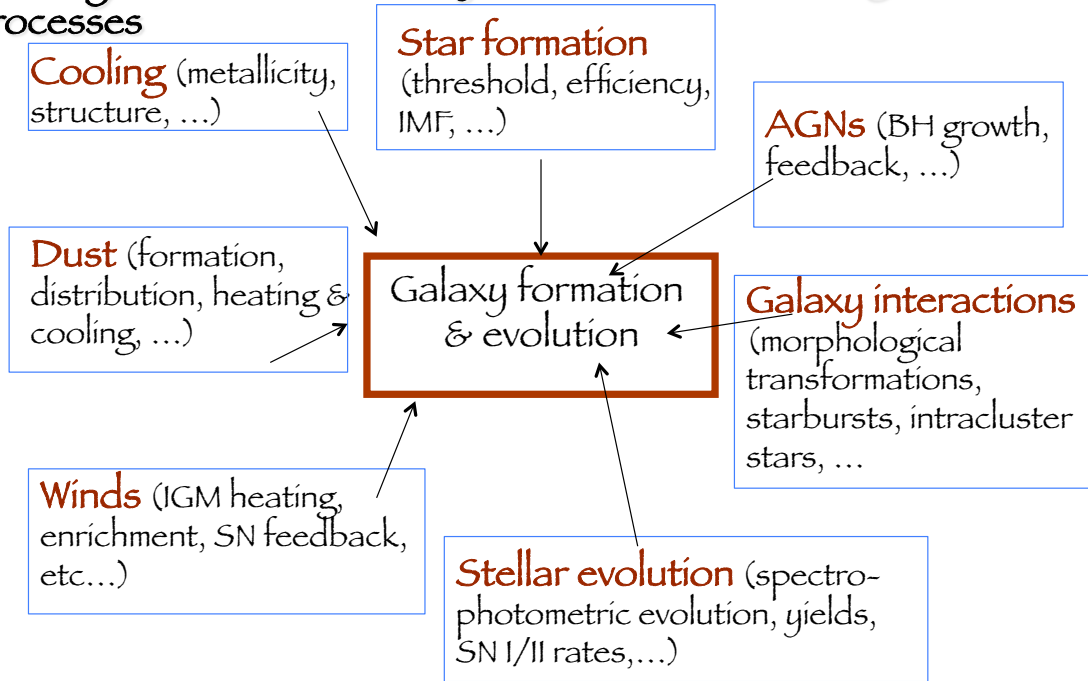 rocesses
Cooling (metallicity,
structure, …)
Star formation
(threshold, efficiency,
IMF, …)
AGNs (BH growth,
feedback, …)
Dust (formation,
distribution, heating &
cooling, …)
Galaxy formation
& evolution
Galaxy interactions
(morphological
transformations,
starbursts, intracluster
stars, …
Winds (IGM heating,
enrichment, SN feedback,
etc…)
Stellar evolution (spectro-
photometric evolution, yields,
SN I/II rates,…)